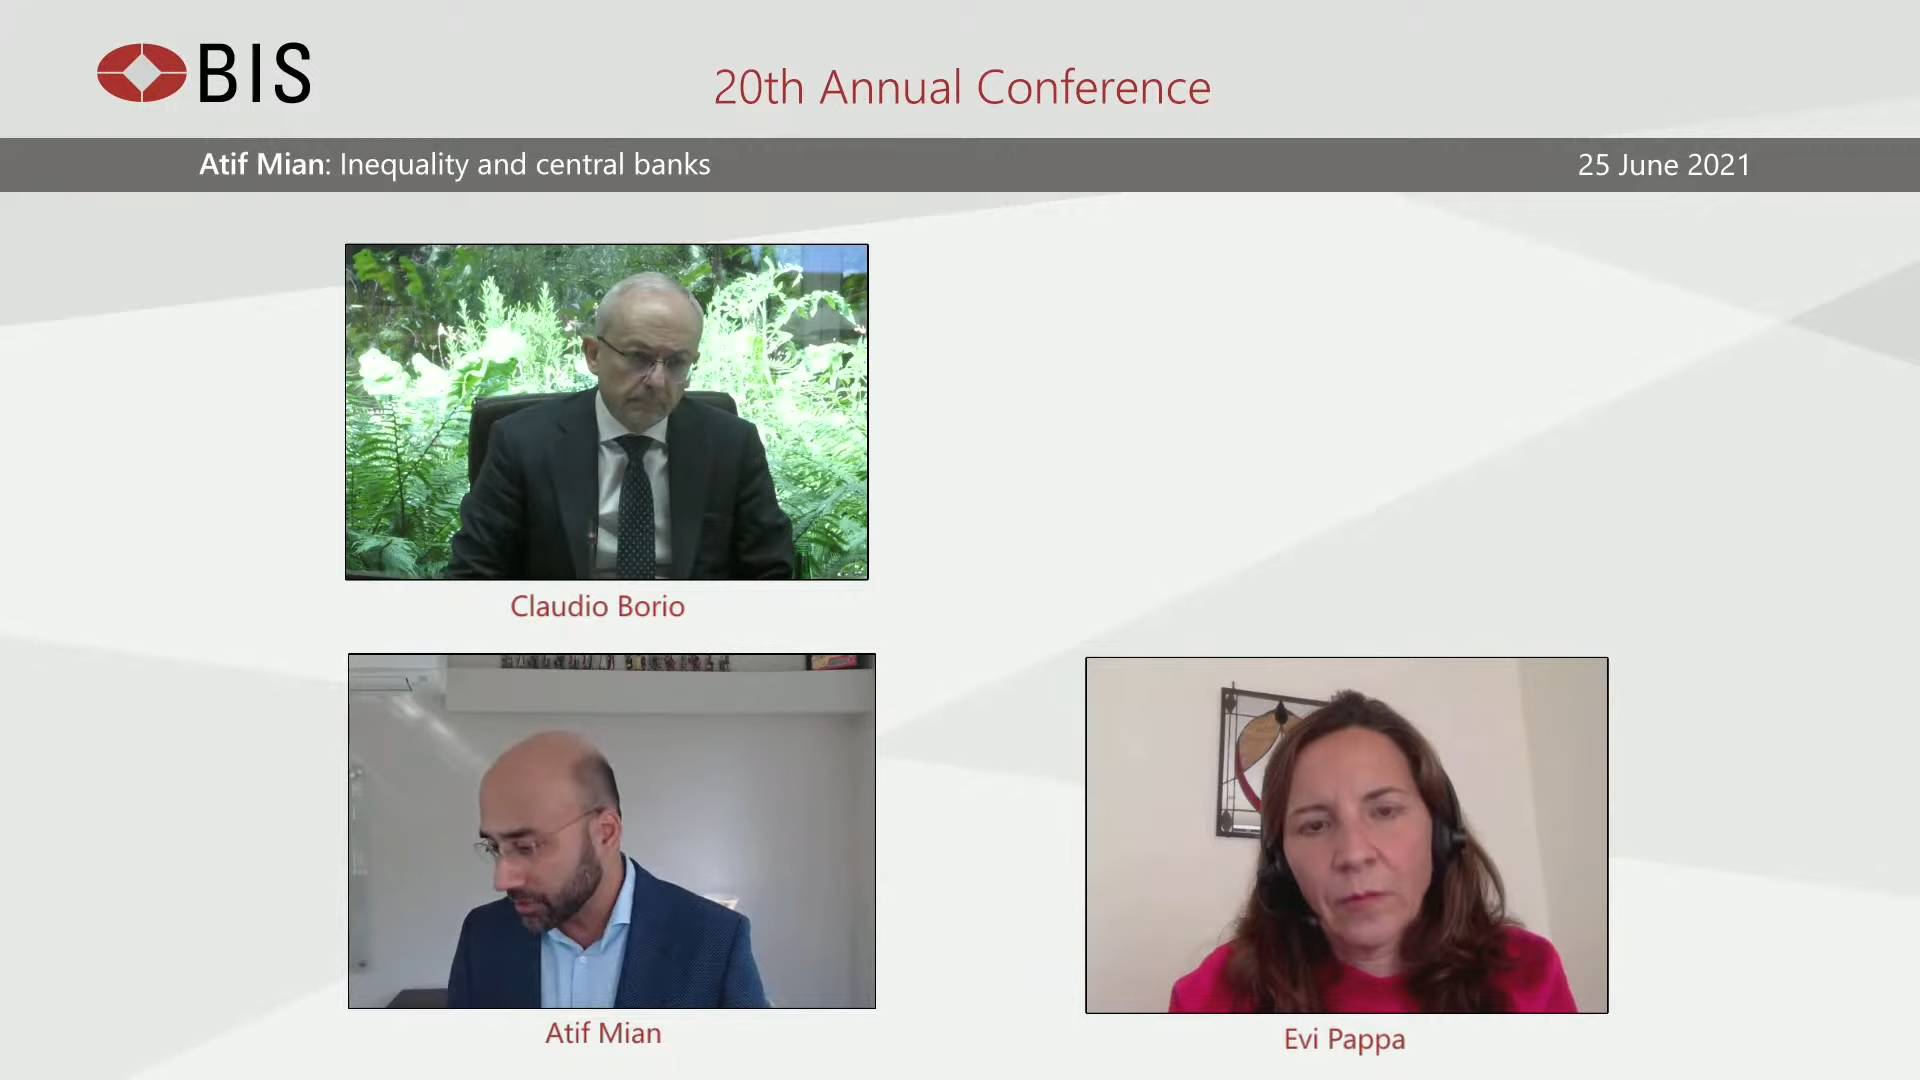 BIS
20th Annual Conference
Atif Mian: Inequality and central banks
25 June 2021
Claudio Borio
Atif Mian
Evi Pappa